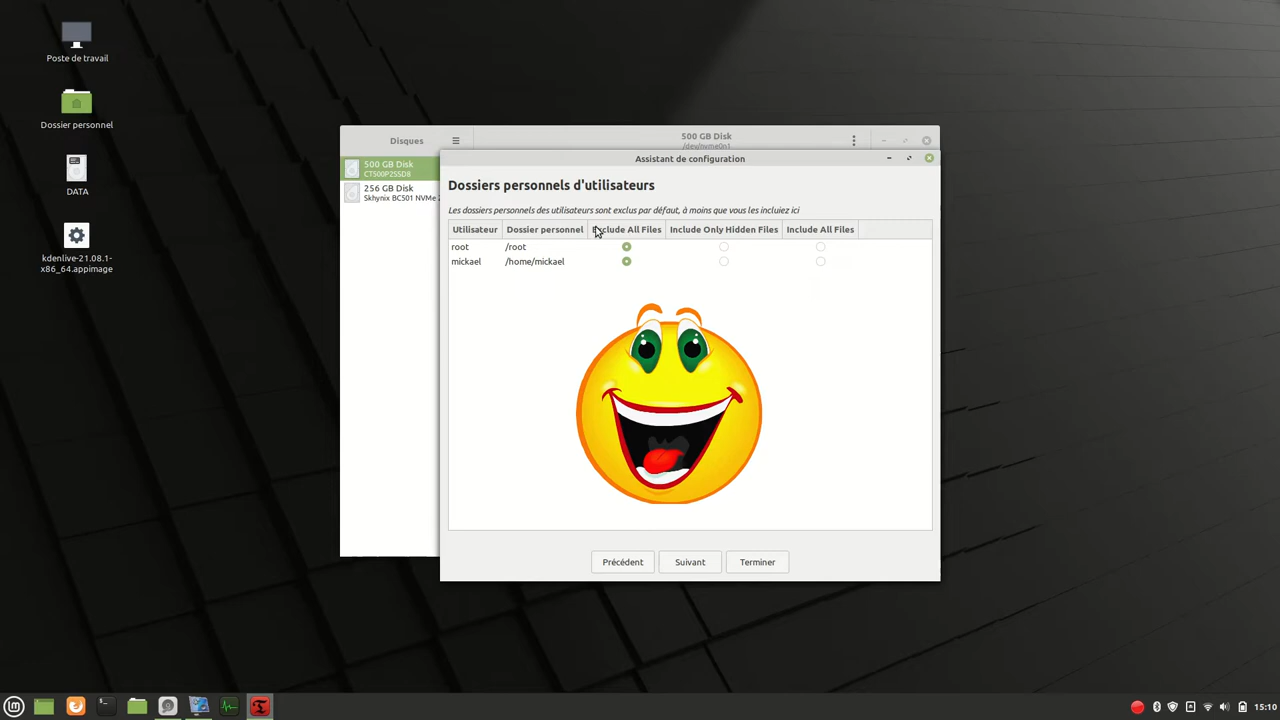 Poste de travail
Dossier personnel
DATA
kdenlive-21.08.1-
x86_64.appimage
Disques
500 GB Disk
/dev/nvme0n1
500 GB Disk
CT500P2SSD8
256 GB Disk
Skhynix BC501 NVMe
Assistant de configuration
Dossiers personnels d'utilisateurs
Les dossiers personnels des utilisateurs sont exclus par défaut, à moins que vous les incluiez ici
Utilisateur Dossier personnel Exclude All Files Include Only Hidden Files Include All Files
root /root
mickael /home/mickael
Précédent Suivant Terminer
15:10